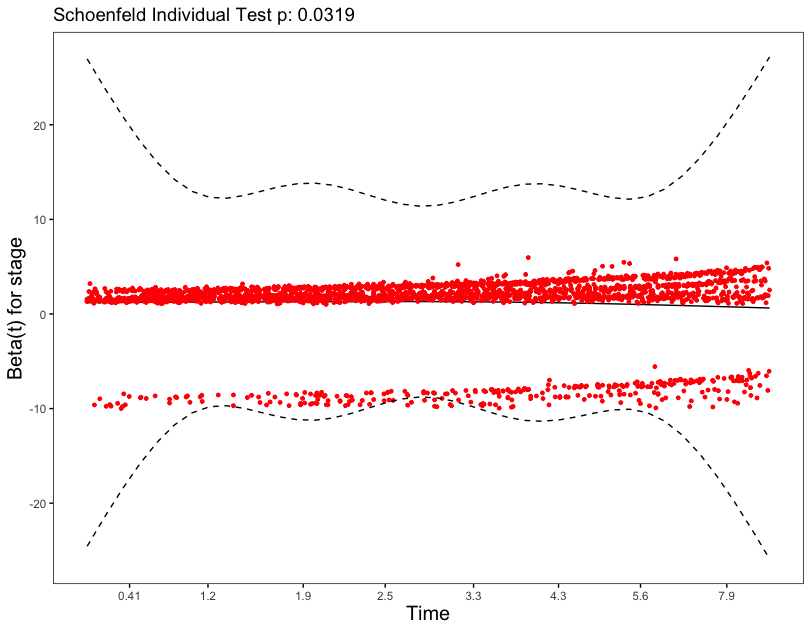 Schoenfeld Individual Test p: 0.0319
Beta(t) for stage
20
10
0
-10
-20
0.41 1.2 1.9 2.5 3.3 4.3 5.6 7.9
Time